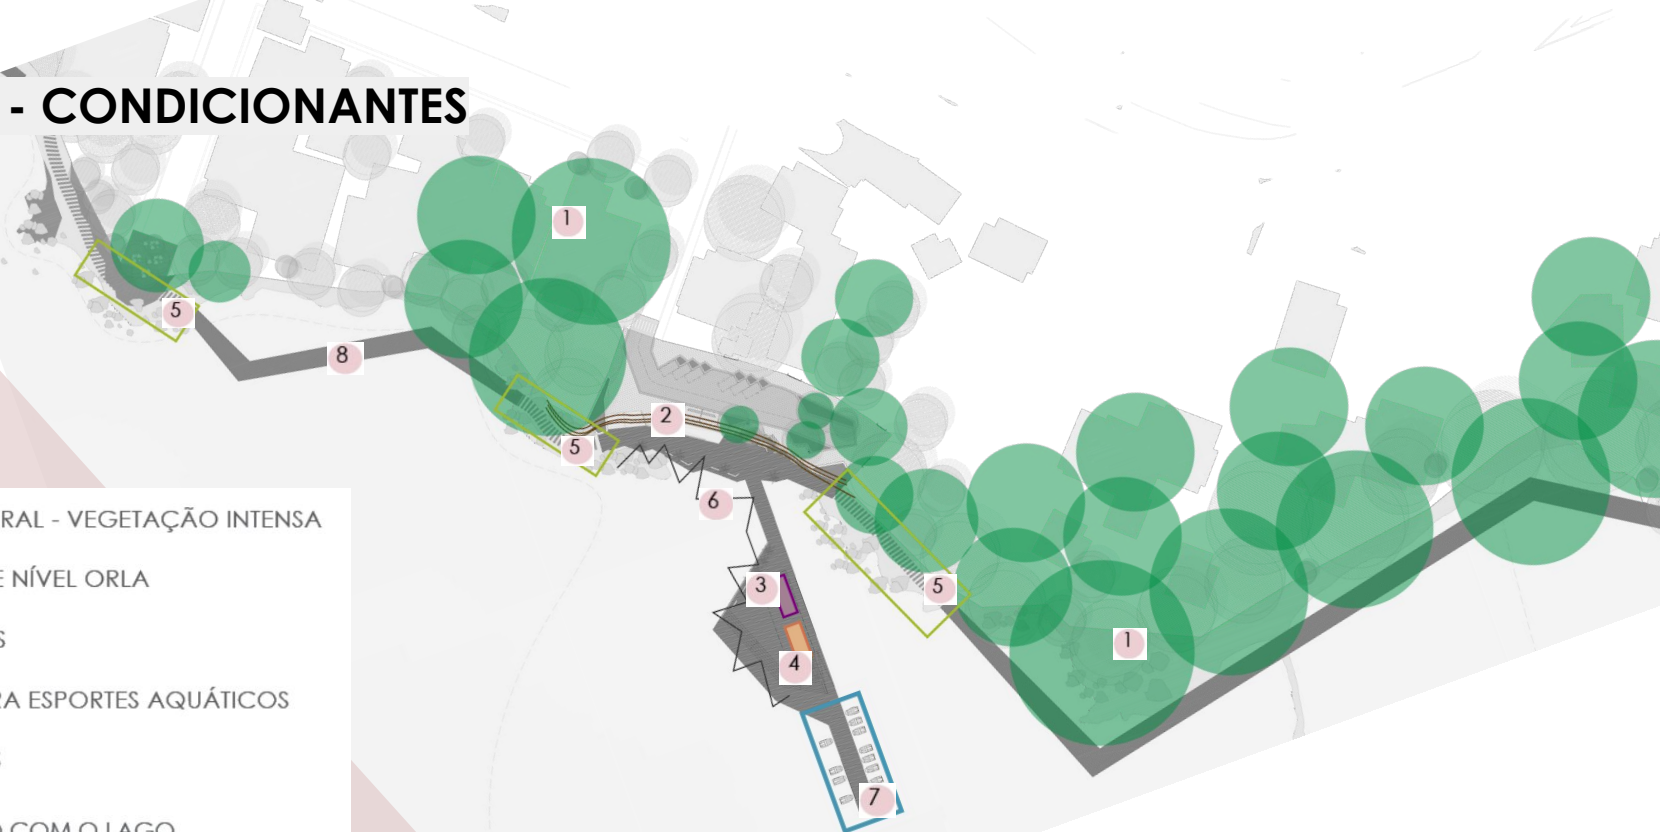 - CONDICIONANTES
1
5
8
2
5
6
3
5
4
1
7
RAL - VEGETAÇÃO INTENSA
E NÍVEL ORLA
S
RA ESPORTES AQUÁTICOS
S
O COM O LAGO